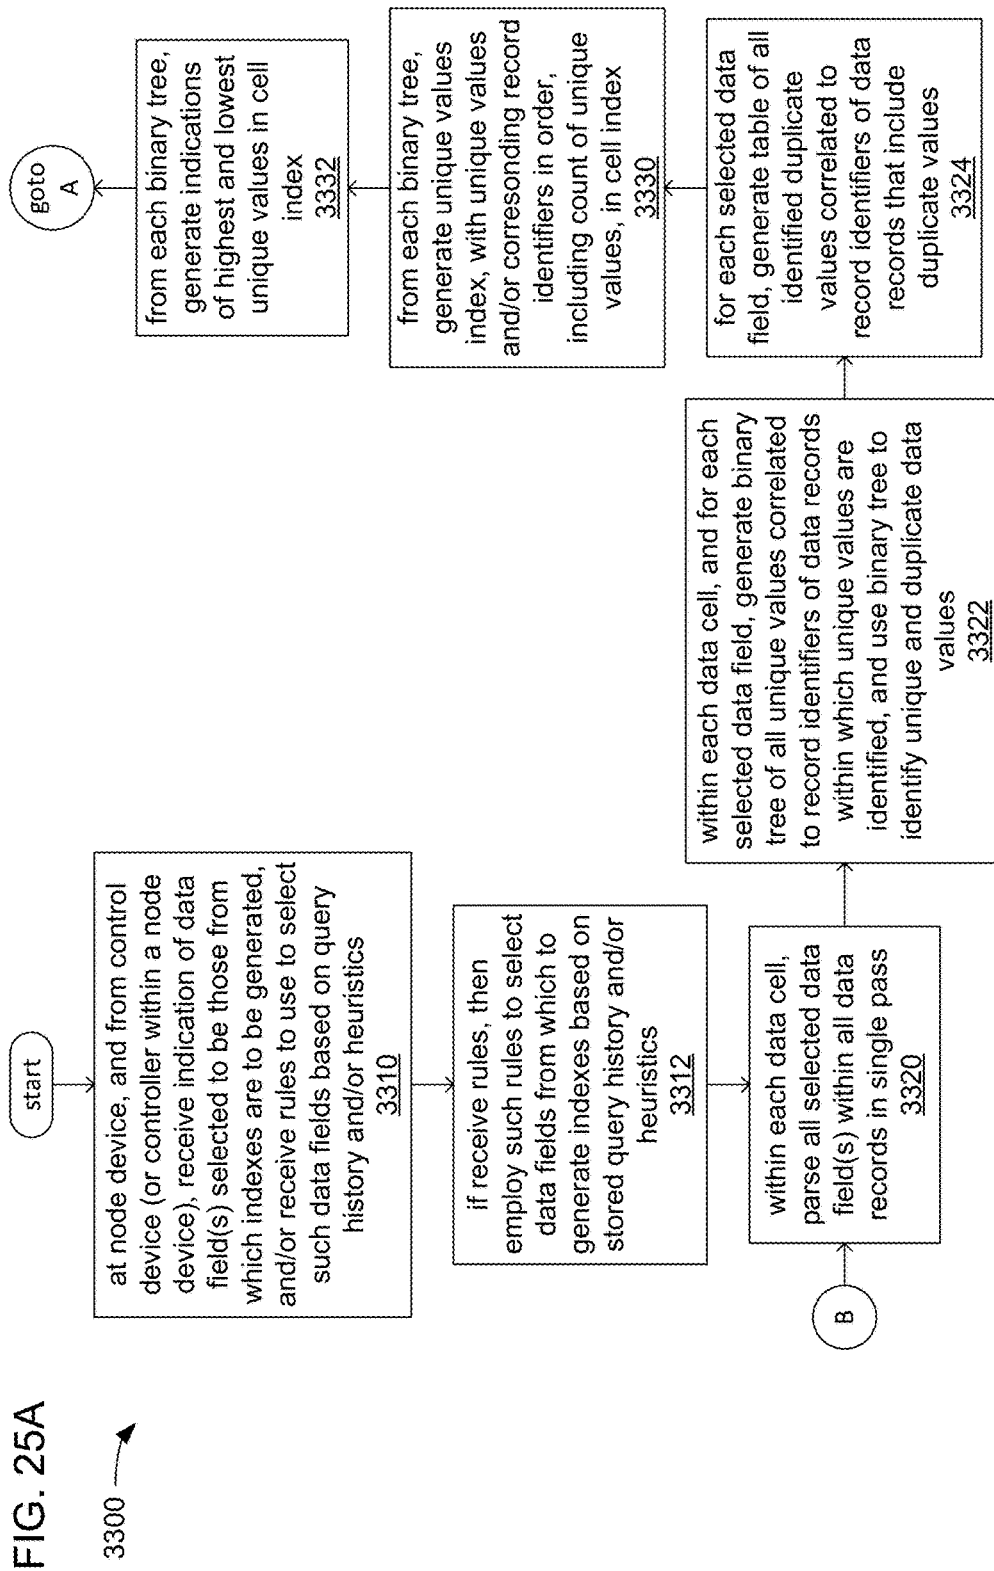 FIG. 25A
3300
start
at node device, and from control
device (or controller within a node
device), receive indication of data
field(s) selected to be those from
which indexes are to be generated,
and/or receive rules to use to select
such data fields based on query
history and/or heuristics
3310
if receive rules, then
employ such rules to select
data fields from which to
generate indexes based on
stored query history and/or
heuristics
3312
B
within each data cell,
parse all selected data
field(s) within all data
records in single pass
3320
within each data cell, and for each
selected data field, generate binary
tree of all unique values correlated
to record identifiers of data records
within which unique values are
identified, and use binary tree to
identify unique and duplicate data
values
3322
for each selected data
field, generate table of all
identified duplicate
values correlated to
record identifiers of data
records that include
duplicate values
3324
from each binary tree,
generate unique values
index, with unique values
and/or corresonding record
identifiers in order,
including count of unique
values, in cell index
3330
from each binary tree,
generate indications
of highest and lowest
unique values in cell
index
3332
goto
A